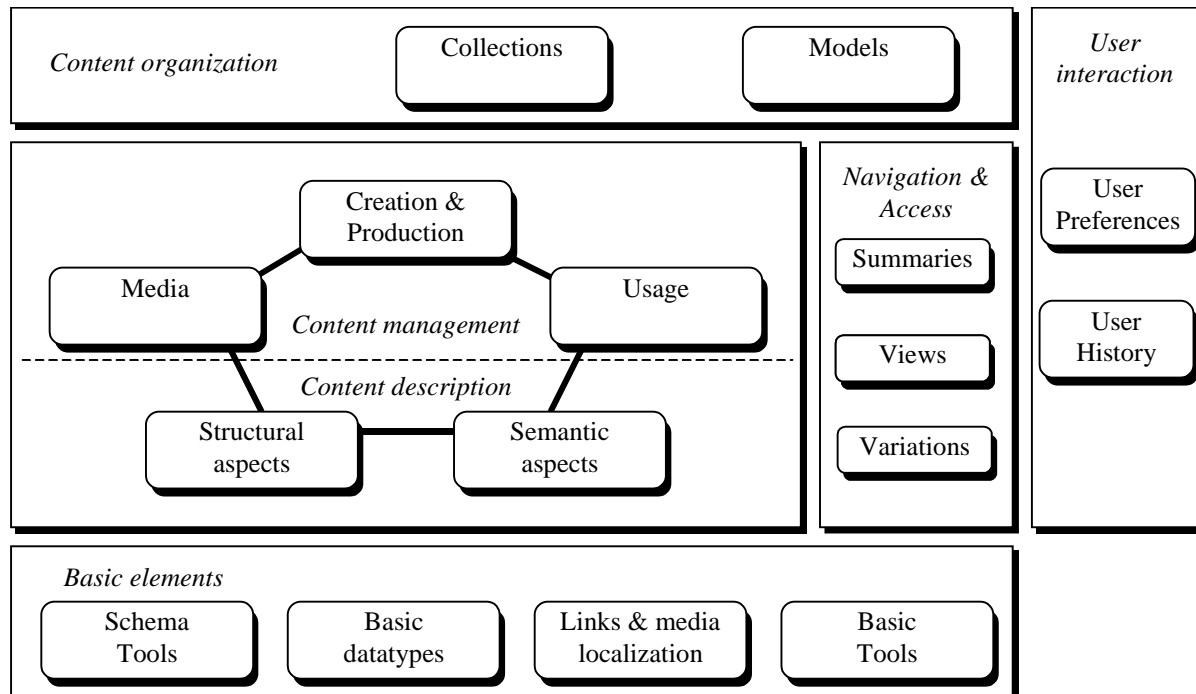 Content organization
Collections
Models
User
interaction
Creation &
Production
Media
Usage
Content management
Content description
Structural
aspects
Semantic
aspects
Navigation &
Access
Summaries
Views
Variations
User
Preferences
User
History
Basic elements
Schema
Tools
Basic
datatypes
Links & media
localization
Basic
Tools